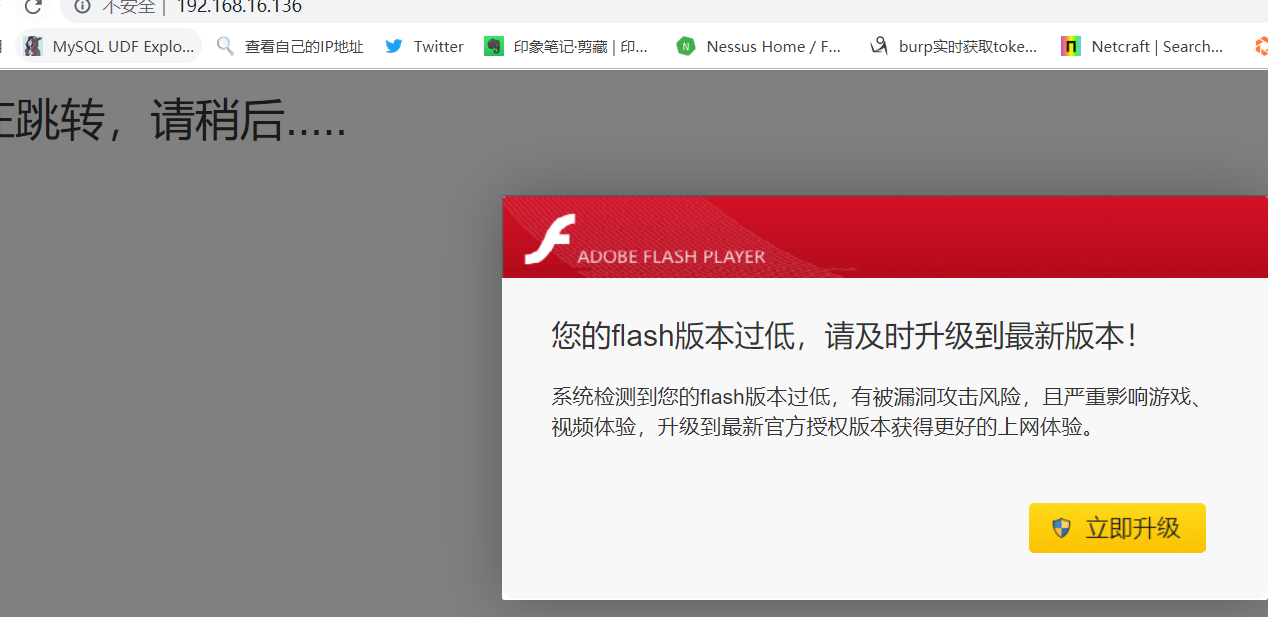 不安全 | 192.168.16.136
MySQL UDF Explo... 查看自己的IP地址 Twitter 印象笔记·剪藏 | 印... Nessus Home / F... burp实时获取toke... Netcraft | Search...
跳转，请稍后.....
ADOBE FLASH PLAYER
您的flash版本过低，请及时升级到最新版本！
系统检测到您的flash版本过低，有被漏洞攻击风险，且严重影响游戏、
视频体验，升级到最新官方授权版本获得更好的上网体验。
立即升级